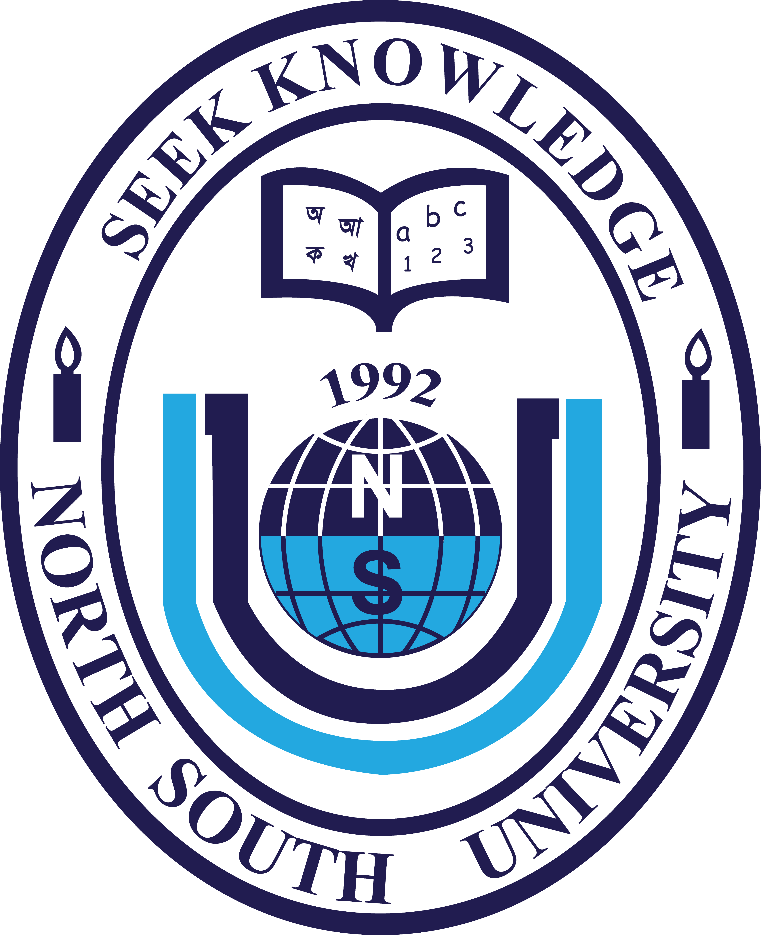 SEEK KNOWLEDGE
অ আ
ক খ
a b c
1 2 3
1992
N
S
NORTH SOUTH UNIVERSITY